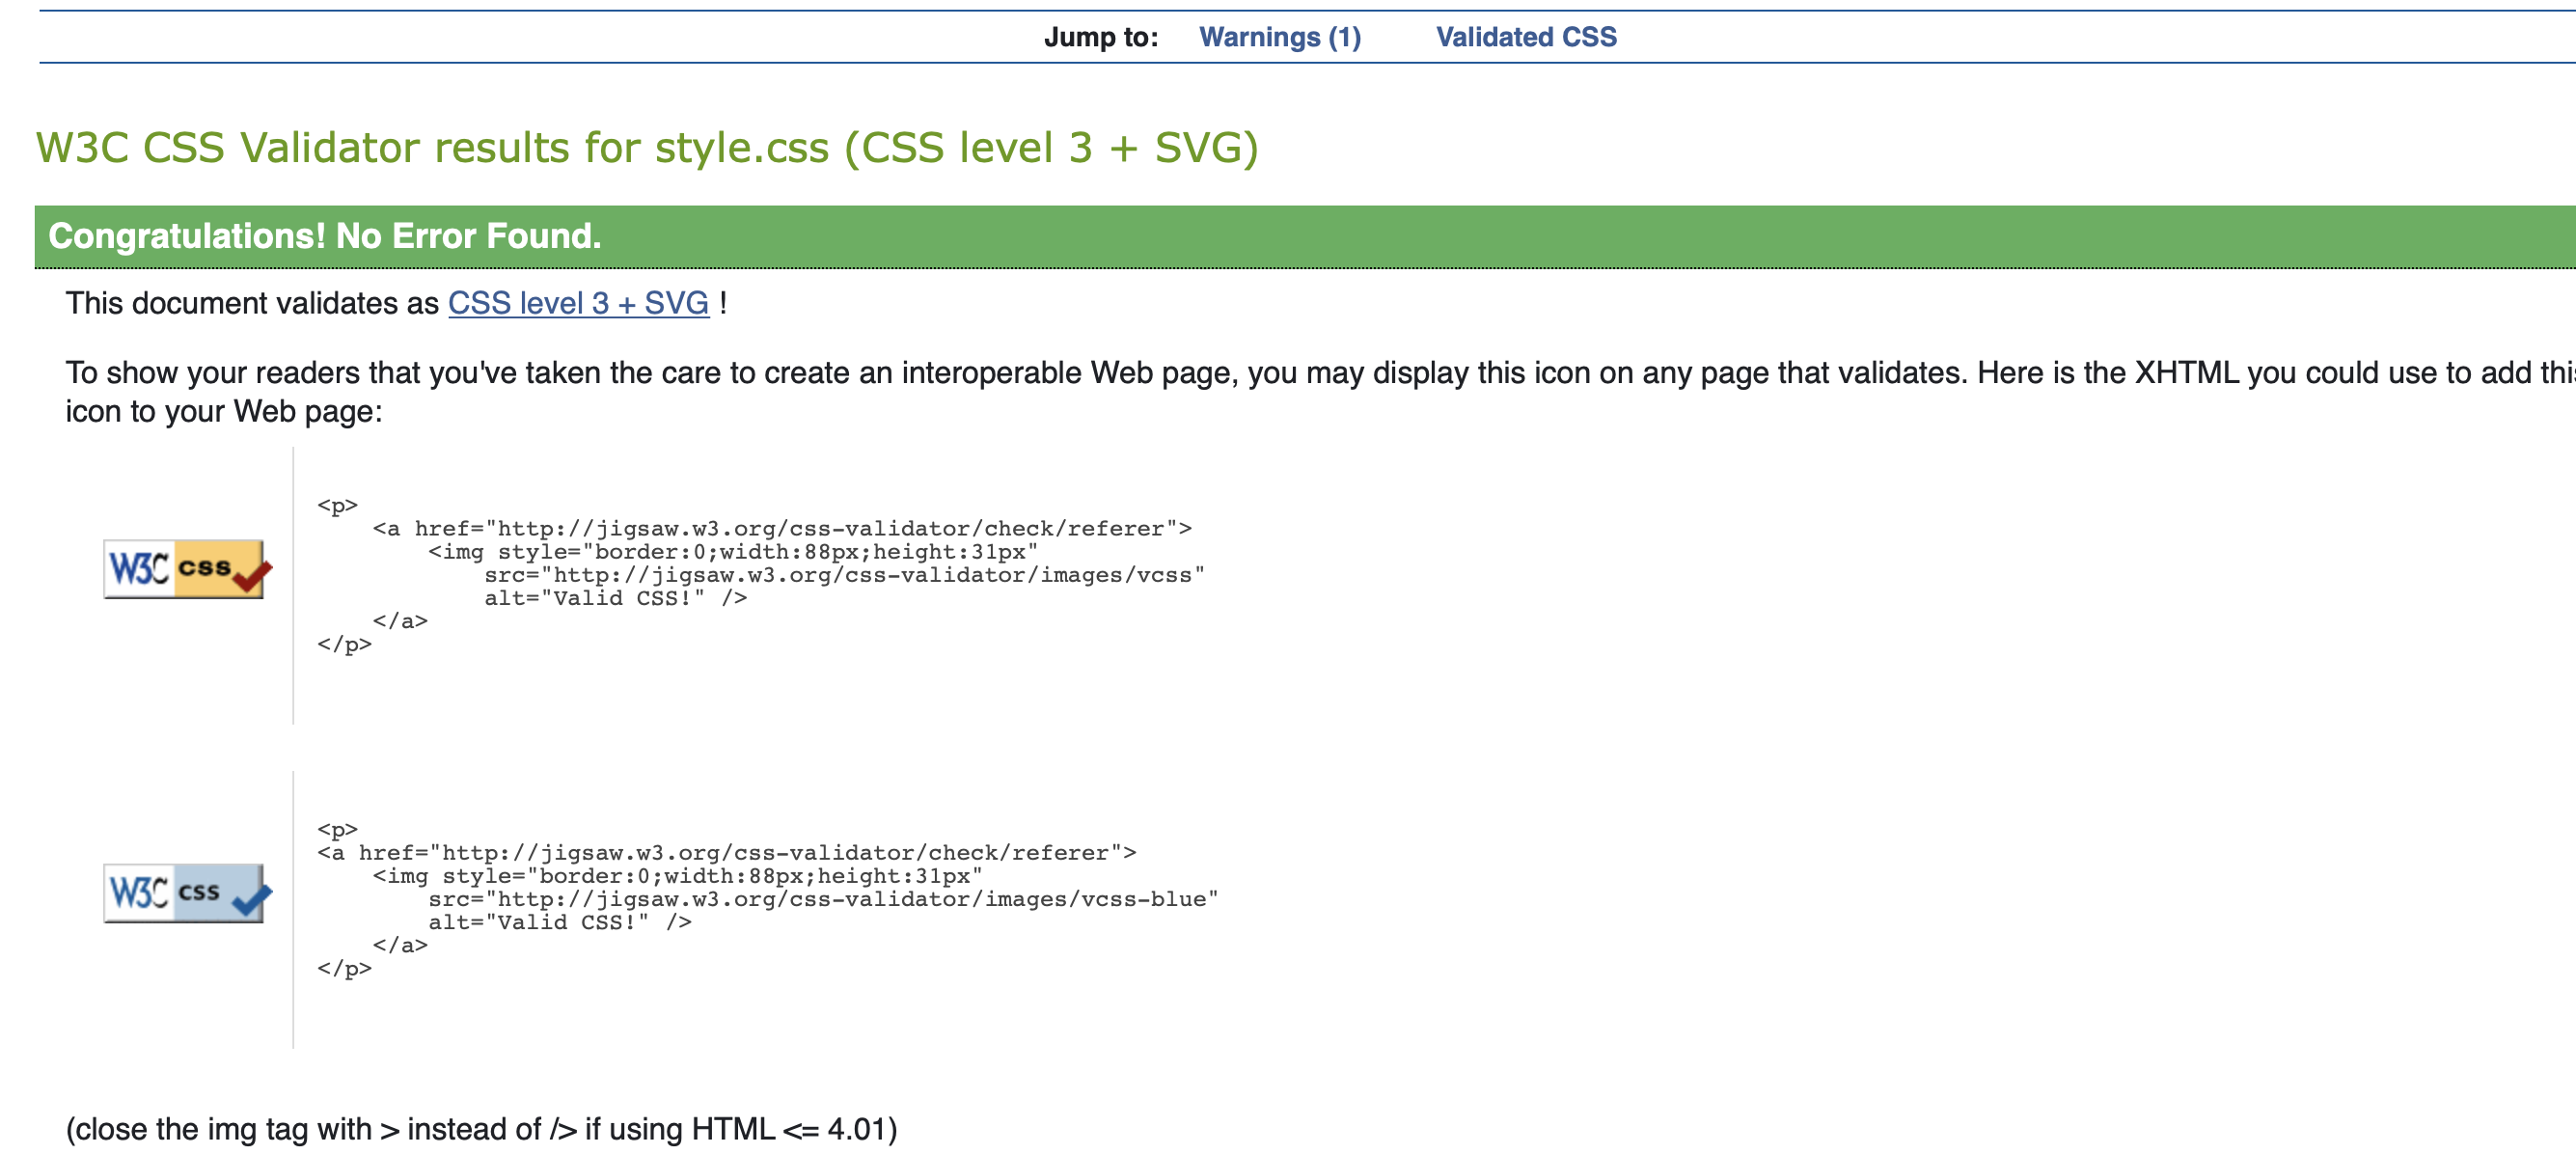 Jump to: Warnings (1) Validated CSS
W3C CSS Validator results for style.css (CSS level 3 + SVG)
Congratulations! No Error Found.
This document validates as CSS level 3 + SVG !
To show your readers that you've taken the care to create an interoperable Web page, you may display this icon on any page that validates. Here is the XHTML you could use to add this
icon to your Web page:
<p>
<a href="http://jigsaw.w3.org/css-validator/check/referer">
<img style="border:0;width:88px;height:31px"
W3C css
src="http://jigsaw.w3.org/css-validator/images/vcss"
alt="Valid CSS!" />
</a>
</p>
<p>
<a href="http://jigsaw.w3.org/css-validator/check/referer">
<img style="border:0;width:88px;height:31px"
W3C css
src="http://jigsaw.w3.org/css-validator/images/vcss-blue"
alt="Valid CSS!" />
</a>
</p>
(close the img tag with > instead of /> if using HTML <= 4.01)